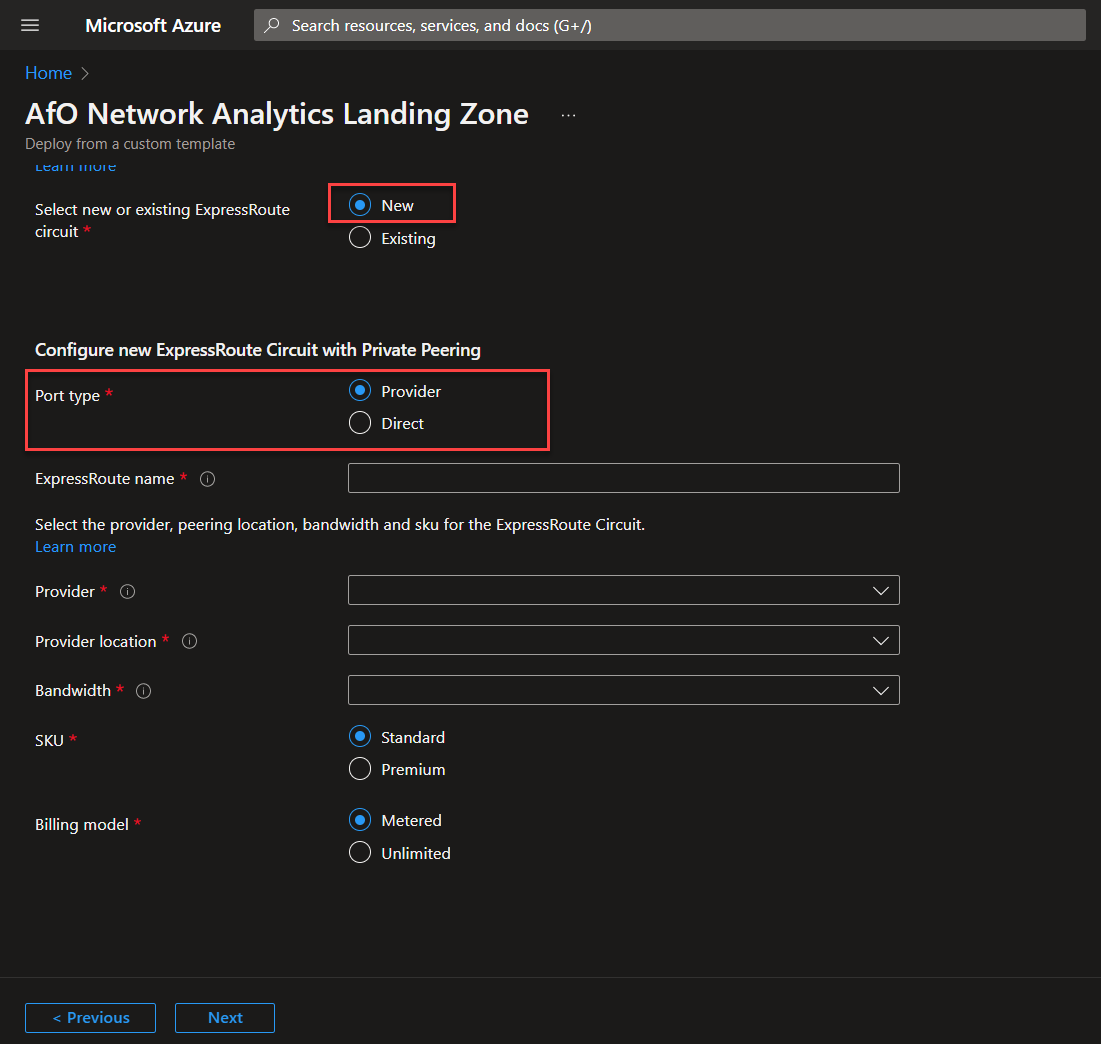 Microsoft Azure
Search resources, services, and docs (G+/)
Home
AfO Network Analytics Landing Zone
...
Deploy from a custom template
Learn more
Select new or existing ExpressRoute
circuit *
New
Existing
Configure new ExpressRoute Circuit with Private Peering
Port type *
Provider
Direct
ExpressRoute name *
Select the provider, peering location, bandwidth and sku for the ExpressRoute Circuit.
Learn more
Provider *
Provider location *
Bandwidth *
SKU *
Standard
Premium
Billing model *
Metered
Unlimited
< Previous
Next